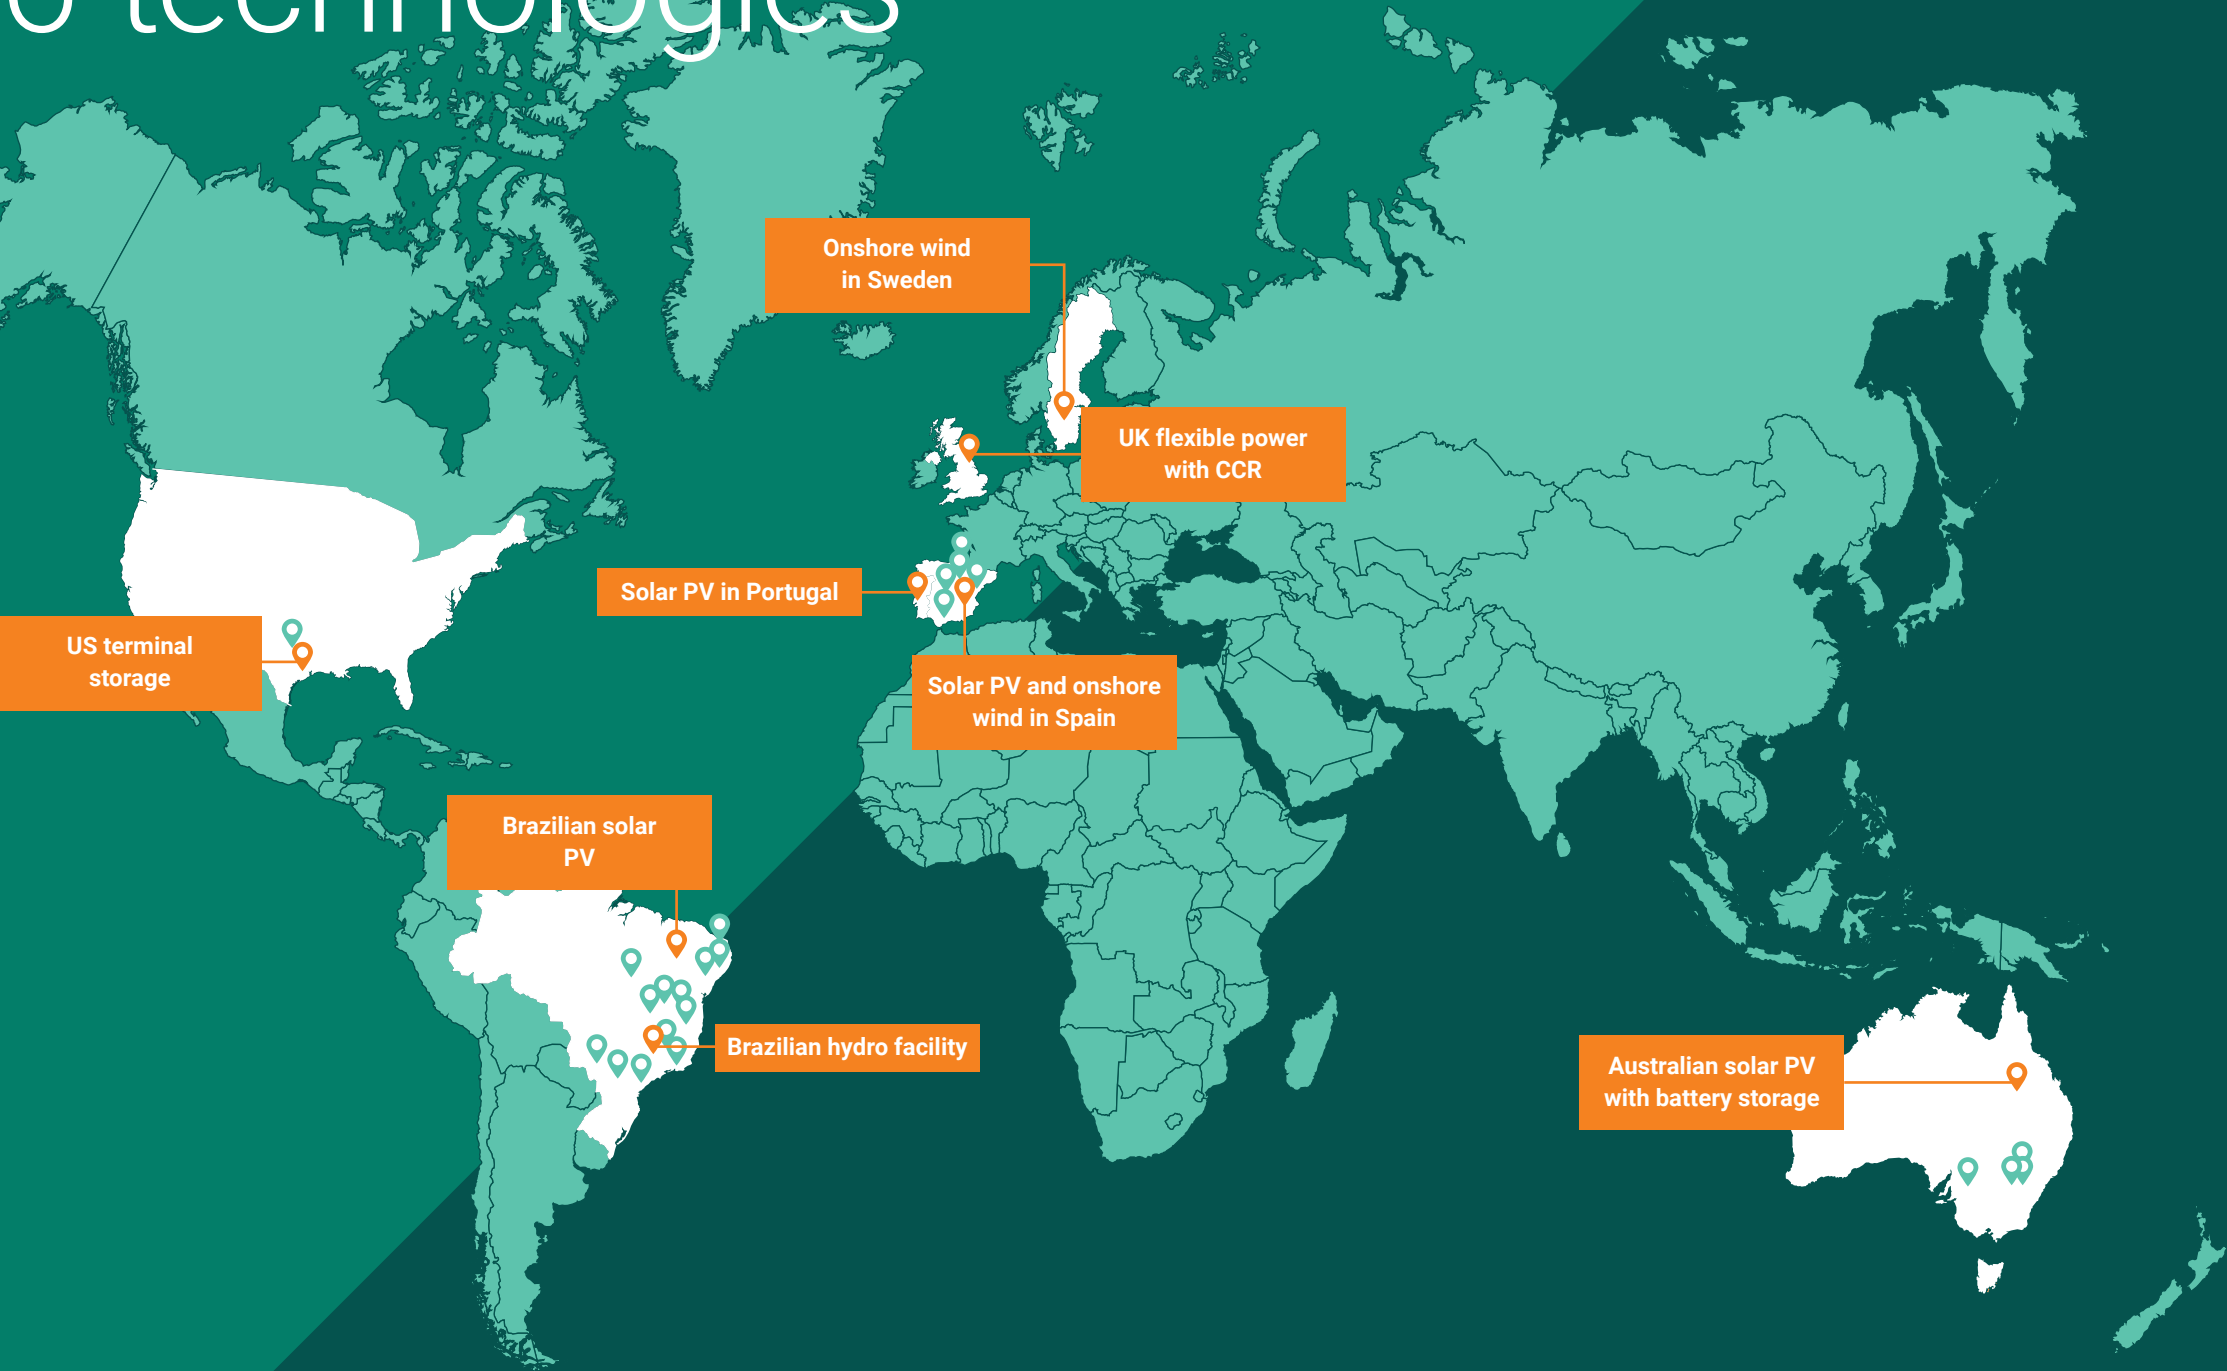 technologies
Onshore wind
in Sweden
UK flexible power
with CCR
Solar PV in Portugal
US terminal
storage
Solar PV and onshore
wind in Spain
Brazilian solar
PV
Brazilian hydro facility
Australian solar PV
with battery storage